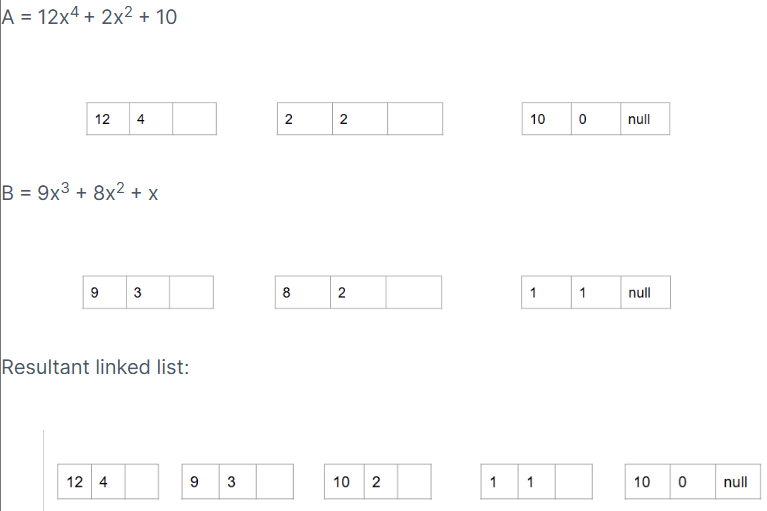 A = 12x⁴ + 2x² + 10
12 4 2 2 10 0 null
B = 9x³ + 8x² + x
9 3 8 2 1 1 null
Resultant linked list:
12 4 9 3 10 2 1 1 10 0 null